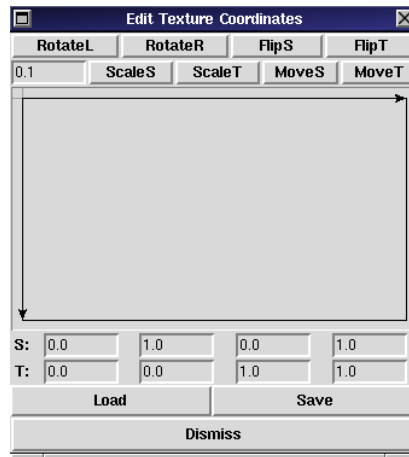 Edit Texture Coordinates
RotateL RotateR FlipS FlipT
0.1 ScaleS ScaleT MoveS MoveT
S: 0.0 1.0 0.0 1.0
T: 0.0 0.0 1.0 1.0
Load Save
Dismiss